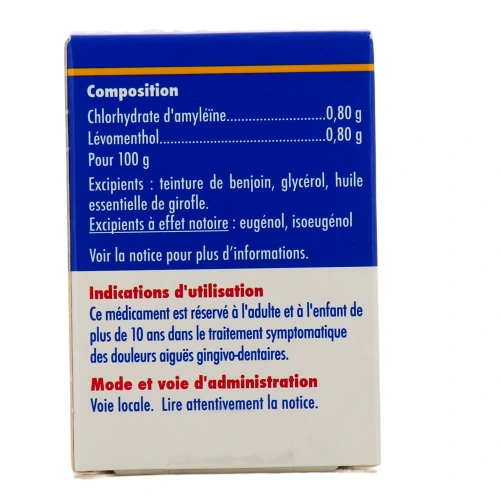 Composition
Chlorhydrate d'amyléïne............................0,80 g
Lévomenthol............................................0,80 g
Pour 100 g
Excipients : teinture de benjoin, glycérol, huile
essentielle de girofle.
Excipients à effet notoire : eugénol, isoeugénol
Voir la notice pour plus d'informations.
Indications d'utilisation
Ce médicament est réservé à l'adulte et à l'enfant de
plus de 10 ans dans le traitement symptomatique
des douleurs aiguës gingivo-dentaires.
Mode et voie d'administration
Voie locale. Lire attentivement la notice.